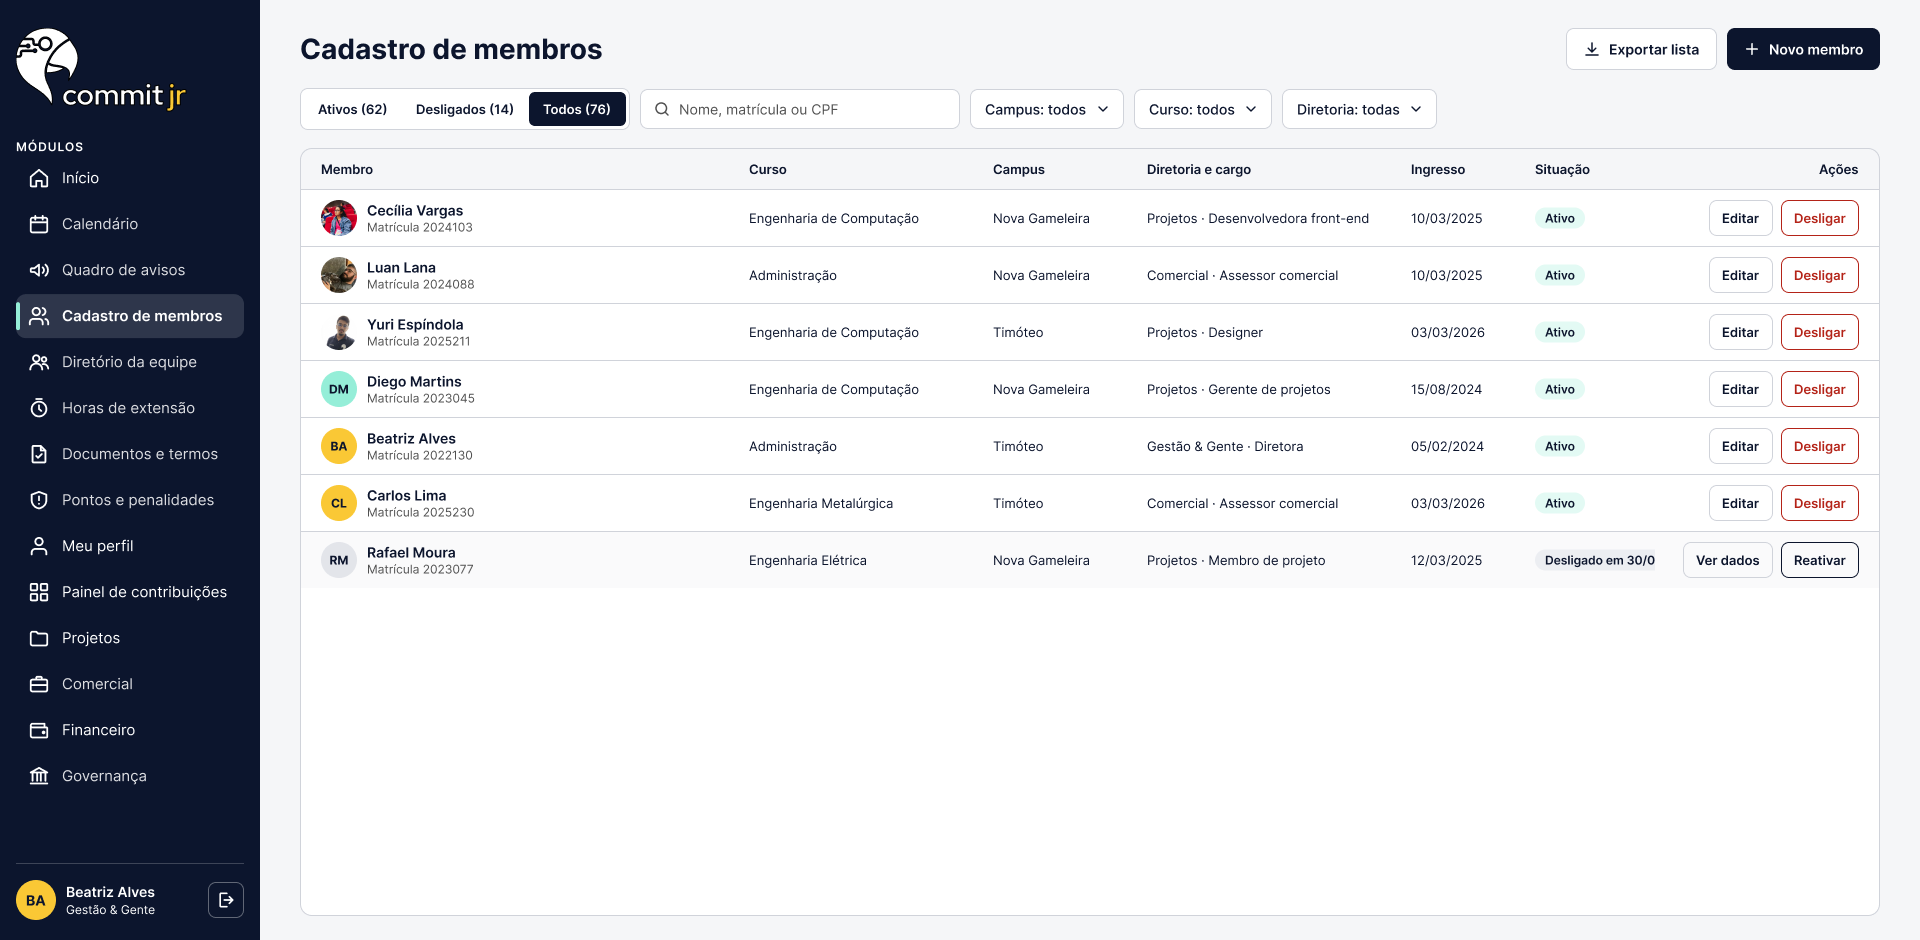 commit jr
MÓDULOS
Início
Calendário
Quadro de avisos
Cadastro de membros
Diretório da equipe
Horas de extensão
Documentos e termos
Pontos e penalidades
Meu perfil
Painel de contribuições
Projetos
Comercial
Financeiro
Governança
BA
Beatriz Alves
Gestão & Gente
Cadastro de membros
Exportar lista
Novo membro
Ativos (62) Desligados (14) Todos (76) Nome, matrícula ou CPF Campus: todos Curso: todos Diretoria: todas
Membro Curso Campus Diretoria e cargo Ingresso Situação Ações
Cecília Vargas
Matrícula 2024103
Engenharia de Computação Nova Gameleira Projetos · Desenvolvedora front-end 10/03/2025 Ativo Editar Desligar
Luan Lana
Matrícula 2024088
Administração Nova Gameleira Comercial · Assessor comercial 10/03/2025 Ativo Editar Desligar
Yuri Espíndola
Matrícula 2025211
Engenharia de Computação Timóteo Projetos · Designer 03/03/2026 Ativo Editar Desligar
DM
Diego Martins
Matrícula 2023045
Engenharia de Computação Nova Gameleira Projetos · Gerente de projetos 15/08/2024 Ativo Editar Desligar
BA
Beatriz Alves
Matrícula 2022130
Administração Timóteo Gestão & Gente · Diretora 05/02/2024 Ativo Editar Desligar
CL
Carlos Lima
Matrícula 2025230
Engenharia Metalúrgica Timóteo Comercial · Assessor comercial 03/03/2026 Ativo Editar Desligar
RM
Rafael Moura
Matrícula 2023077
Engenharia Elétrica Nova Gameleira Projetos · Membro de projeto 12/03/2025 Desligado em 30/0 Ver dados Reativar